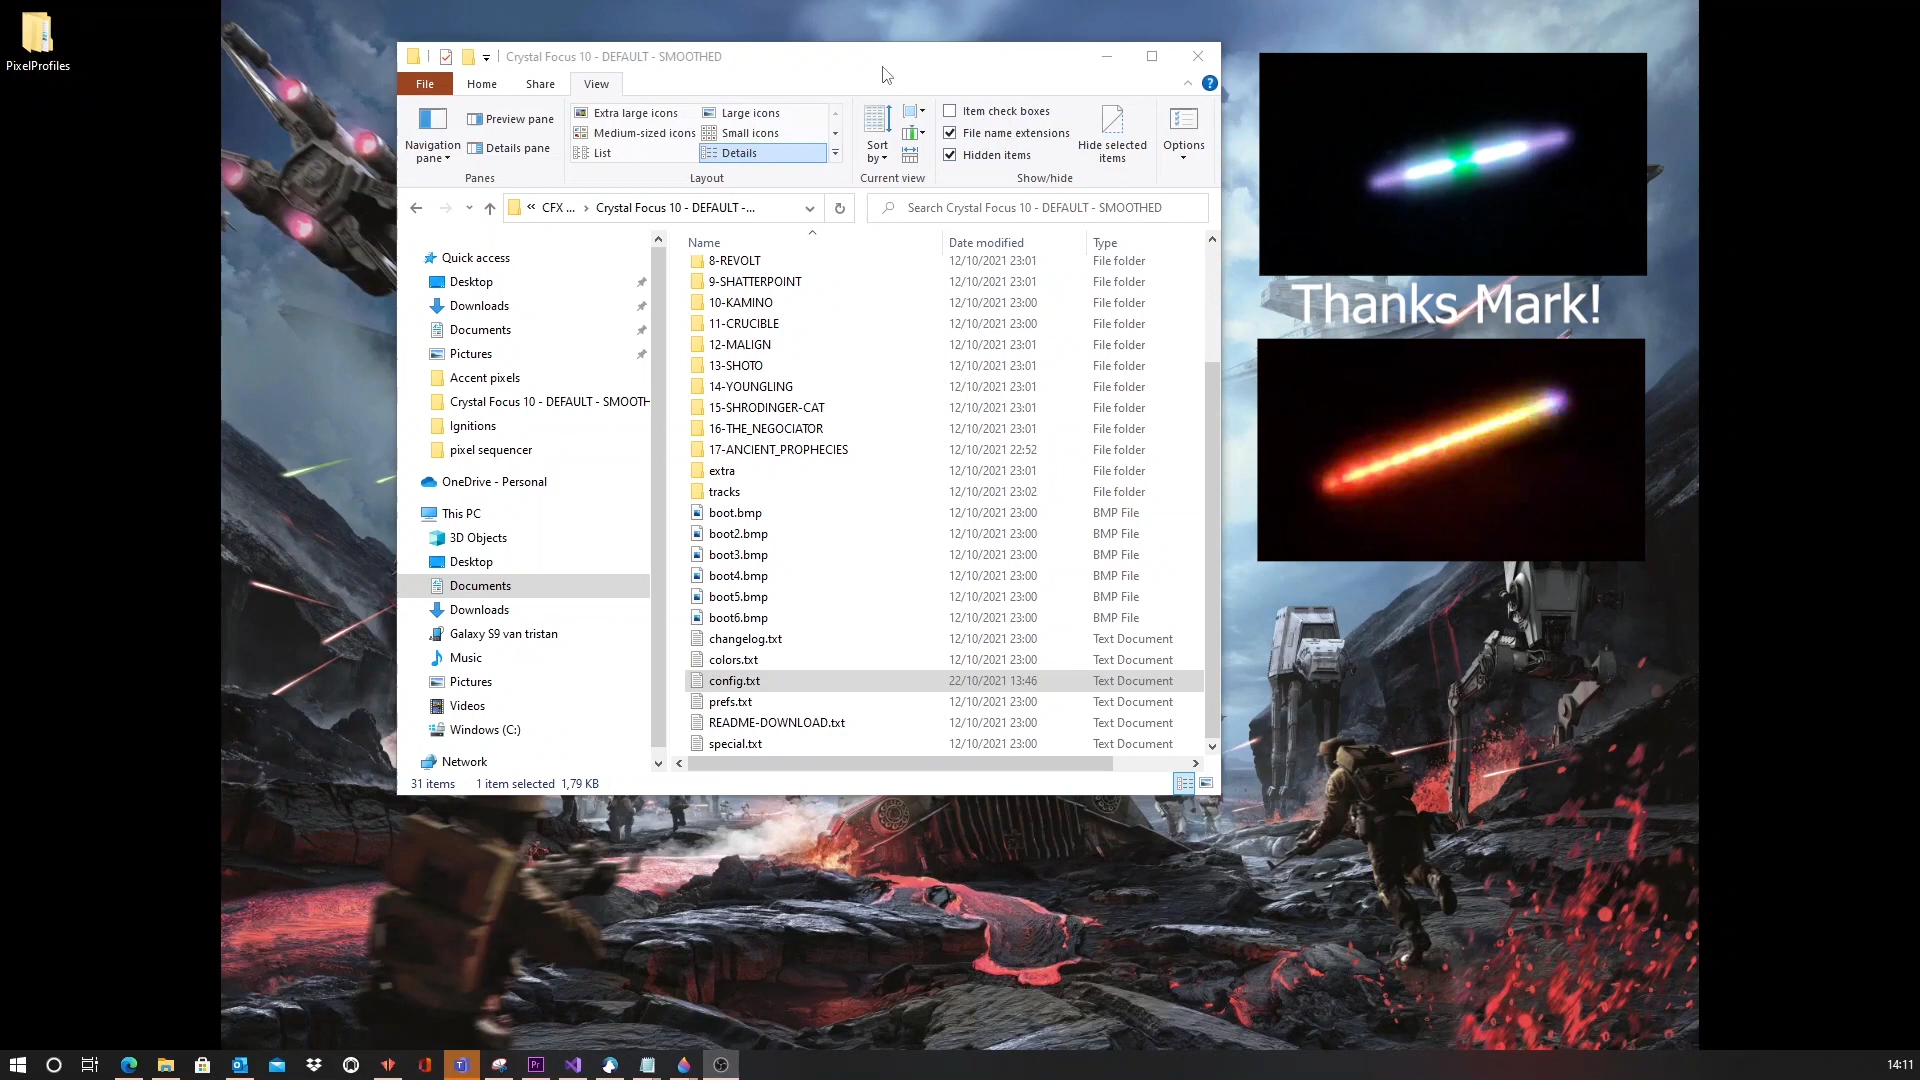 PixelProfiles
Crystal Focus 10 - DEFAULT - SMOOTHED
File
Home
Share
View
Navigation pane
Preview pane
Details pane
Panes
Extra large icons
Large icons
Medium-sized icons
Small icons
List
Details
Layout
Sort by
Current view
Item check boxes
File name extensions
Hidden items
Hide selected items
Show/hide
Options
« CFX ... › Crystal Focus 10 - DEFAULT -...
Search Crystal Focus 10 - DEFAULT - SMOOTHED
Quick access
Desktop
Downloads
Documents
Pictures
Accent pixels
Crystal Focus 10 - DEFAULT - SMOOTH
Ignitions
pixel sequencer
OneDrive - Personal
This PC
3D Objects
Desktop
Documents
Downloads
Galaxy S9 van tristan
Music
Pictures
Videos
Windows (C:)
Network
Name Date modified Type
8-REVOLT 12/10/2021 23:01 File folder
9-SHATTERPOINT 12/10/2021 23:01 File folder
10-KAMINO 12/10/2021 23:00 File folder
11-CRUCIBLE 12/10/2021 23:00 File folder
12-MALIGN 12/10/2021 23:01 File folder
13-SHOTO 12/10/2021 23:01 File folder
14-YOUNGLING 12/10/2021 23:01 File folder
15-SHRODINGER-CAT 12/10/2021 23:01 File folder
16-THE_NEGOCIATOR 12/10/2021 23:01 File folder
17-ANCIENT_PROPHECIES 12/10/2021 22:52 File folder
extra 12/10/2021 23:01 File folder
tracks 12/10/2021 23:02 File folder
boot.bmp 12/10/2021 23:00 BMP File
boot2.bmp 12/10/2021 23:00 BMP File
boot3.bmp 12/10/2021 23:00 BMP File
boot4.bmp 12/10/2021 23:00 BMP File
boot5.bmp 12/10/2021 23:00 BMP File
boot6.bmp 12/10/2021 23:00 BMP File
changelog.txt 12/10/2021 23:00 Text Document
colors.txt 12/10/2021 23:00 Text Document
config.txt 22/10/2021 13:46 Text Document
prefs.txt 12/10/2021 23:00 Text Document
README-DOWNLOAD.txt 12/10/2021 23:00 Text Document
special.txt 12/10/2021 23:00 Text Document
31 items 1 item selected 1,79 KB
Thanks Mark!
14:11